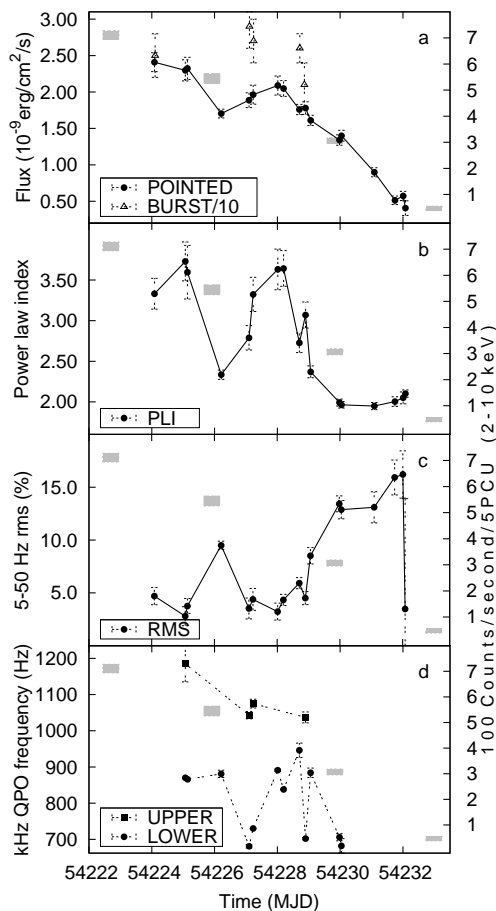 3.00
2.50
2.00
1.50
1.00
0.50
Flux (10⁻⁹erg/cm²/s)
a
POINTED
BURST/10
7
6
5
4
3
2
1
3.50
3.00
2.50
2.00
Power law index
b
PLI
7
6
5
4
3
2
1
15.0
10.0
5.0
5-50 Hz rms (%)
c
RMS
7
6
5
4
3
2
1
1200
1100
1000
900
800
700
kHz QPO frequency (Hz)
d
UPPER
LOWER
7
6
5
4
3
2
1
100 Counts/second/5PCU (2-10 keV)
54222 54224 54226 54228 54230 54232
Time (MJD)